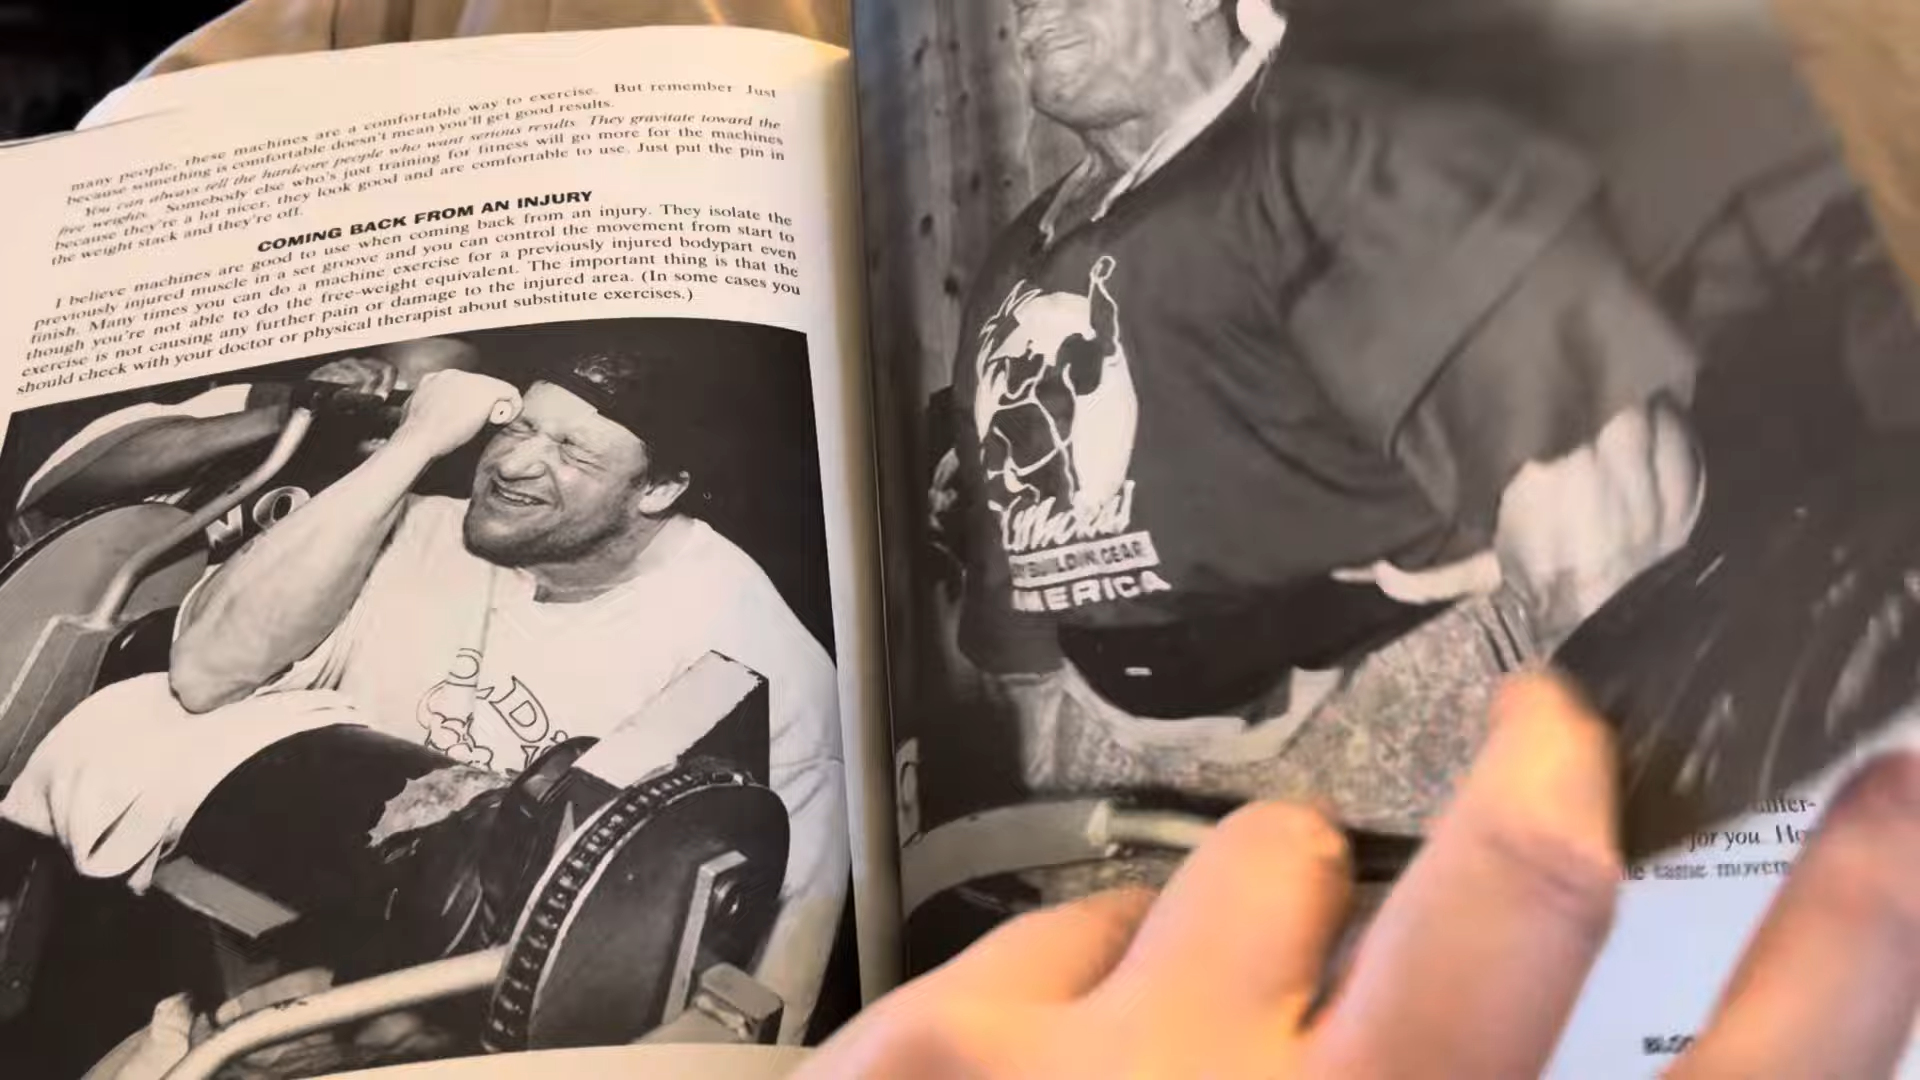 many people, these machines are a comfortable way to exercise. But remember Just
because something is comfortable doesn't mean you'll get good results.
You can always tell the hardcore people who want serious results. They gravitate toward the
free weights. Somebody else who's just training for fitness will go more for the machines
because they're a lot nicer, they look good and are comfortable to use. Just put the pin in
the weight stack and they're off.
COMING BACK FROM AN INJURY
I believe machines are good to use when coming back from an injury. They isolate the
previously injured muscle in a set groove and you can control the movement from start to
finish. Many times you can do a machine exercise for a previously injured bodypart even
though you're not able to do the free-weight equivalent. The important thing is that the
exercise is not causing any further pain or damage to the injured area. (In some cases you
should check with your doctor or physical therapist about substitute exercises.)
NO
AMERICA
for you.
same